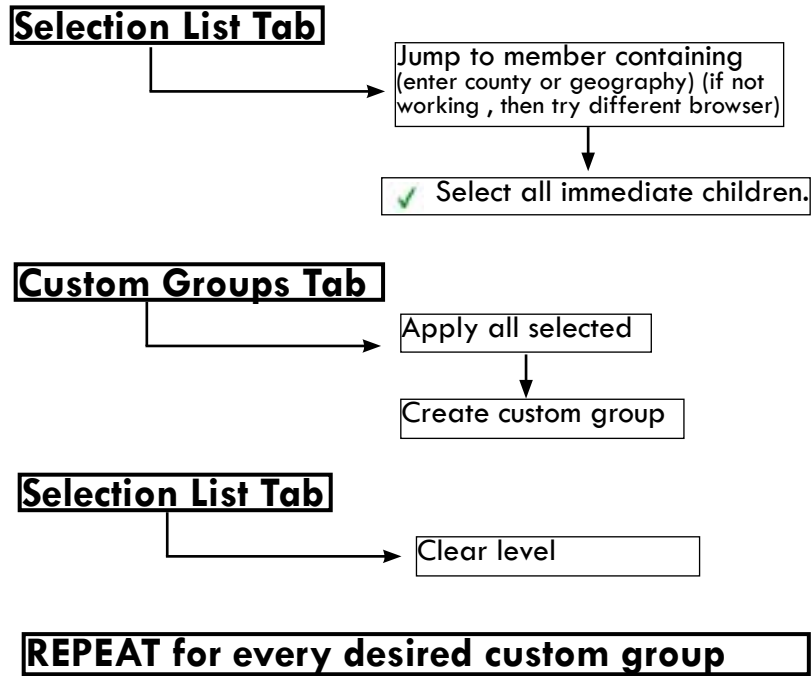 Selection List Tab
Jump to member containing
(enter county or geography) (if not
working , then try different browser)
Select all immediate children.
Custom Groups Tab
Apply all selected
Create custom group
Selection List Tab
Clear level
REPEAT for every desired custom group